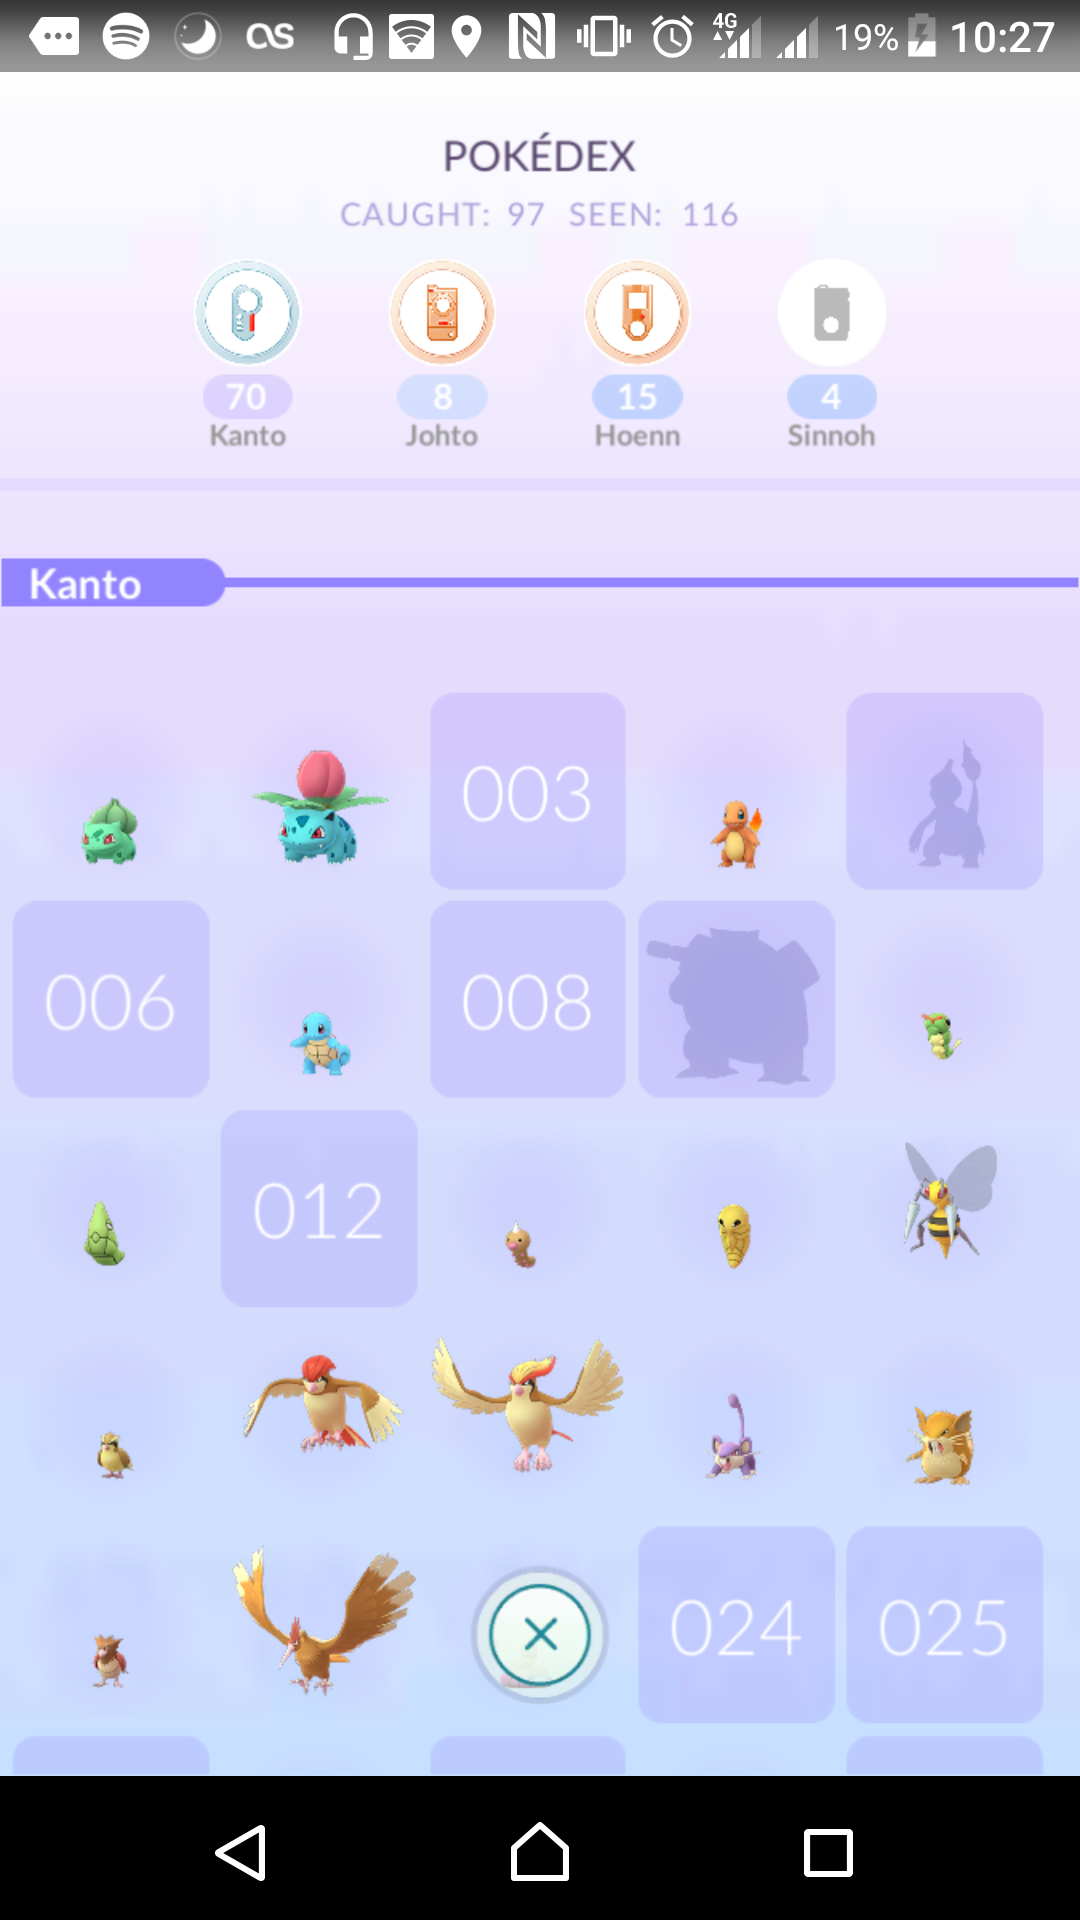 4G 19% 10:27
POKÉDEX
CAUGHT: 97 SEEN: 116
70 8 15 4
Kanto Johto Hoenn Sinnoh
Kanto
003
006 008
012
024 025